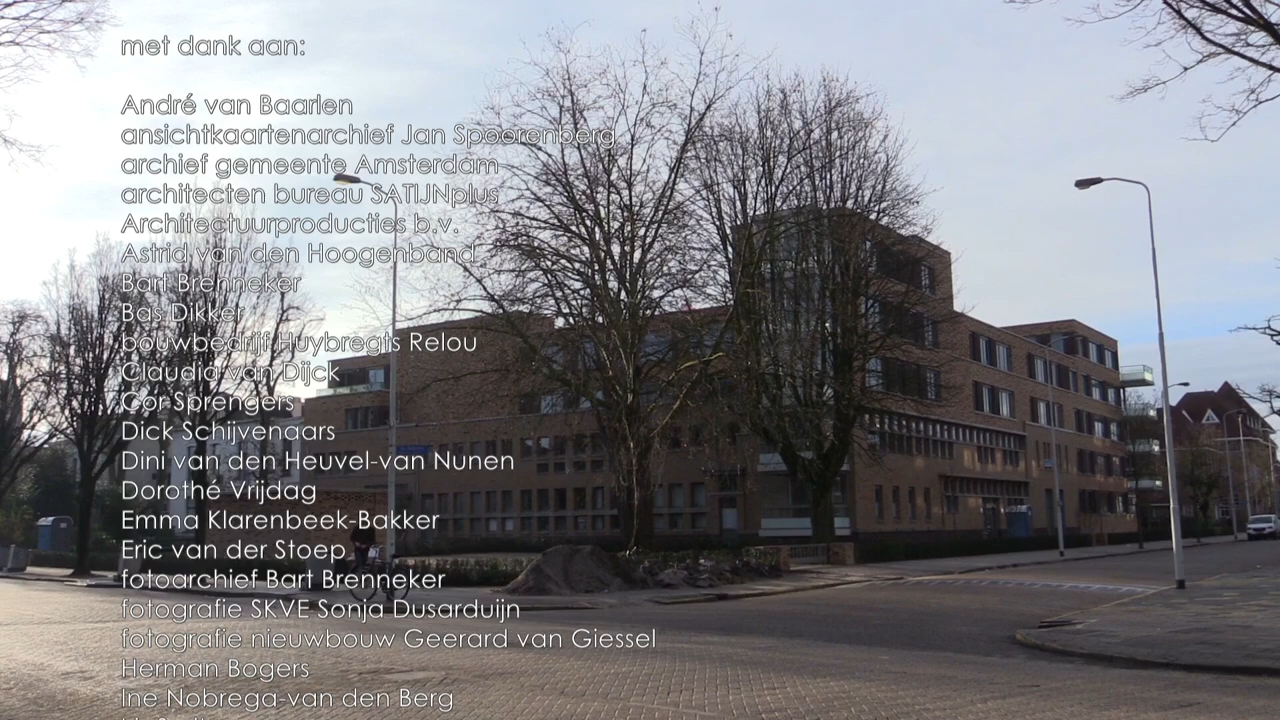 met dank aan:
André van Baarlen
ansichtkaartenarchief Jan Spoorenberg
archief gemeente Amsterdam
architecten bureau SATIJNplus
Architectuurproducties b.v.
Astrid van den Hoogenband
Bart Brenneker
Bas Dikker
bouwbedrijf Huybregts Relou
Claudia van Dijck
Cor Sprengers
Dick Schijvenaars
Dini van den Heuvel-van Nunen
Dorothé Vrijdag
Emma Klarenbeek-Bakker
Eric van der Stoep
fotoarchief Bart Brenneker
fotografie SKVE Sonja Dusarduijn
fotografie nieuwbouw Geerard van Giessel
Herman Bogers
Ine Nobrega-van den Berg